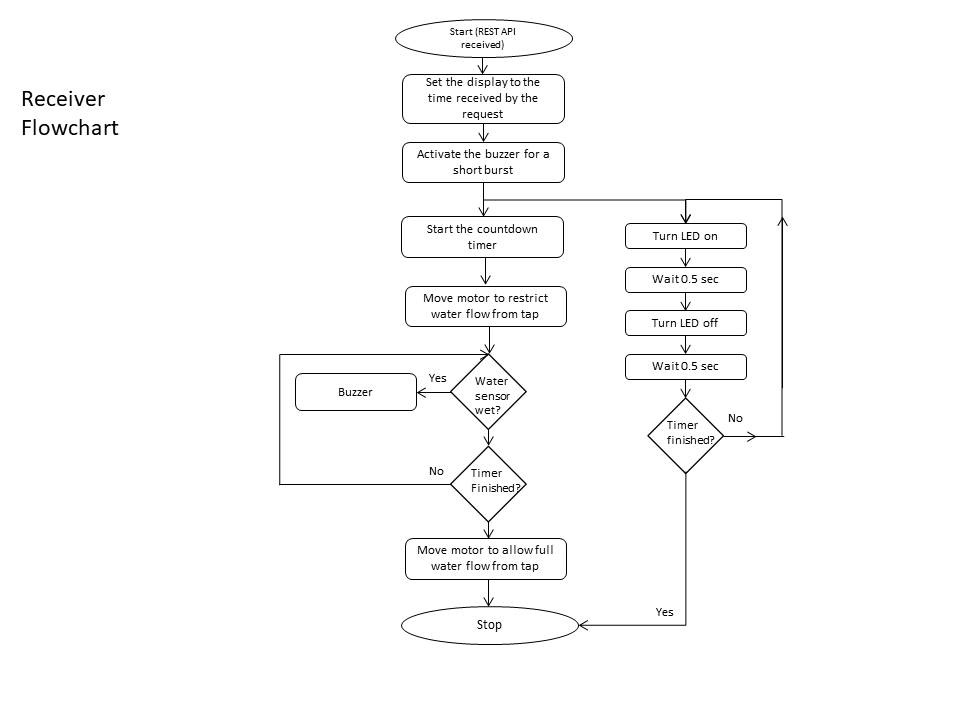 Receiver
Flowchart
Start (REST API
received)
Set the display to the
time received by the
request
Activate the buzzer for a
short burst
Start the countdown
timer
Move motor to restrict
water flow from tap
Water
sensor
wet?
Yes
Buzzer
Timer
Finished?
No
Move motor to allow full
water flow from tap
Stop
Turn LED on
Wait 0.5 sec
Turn LED off
Wait 0.5 sec
Timer
finished?
No
Yes